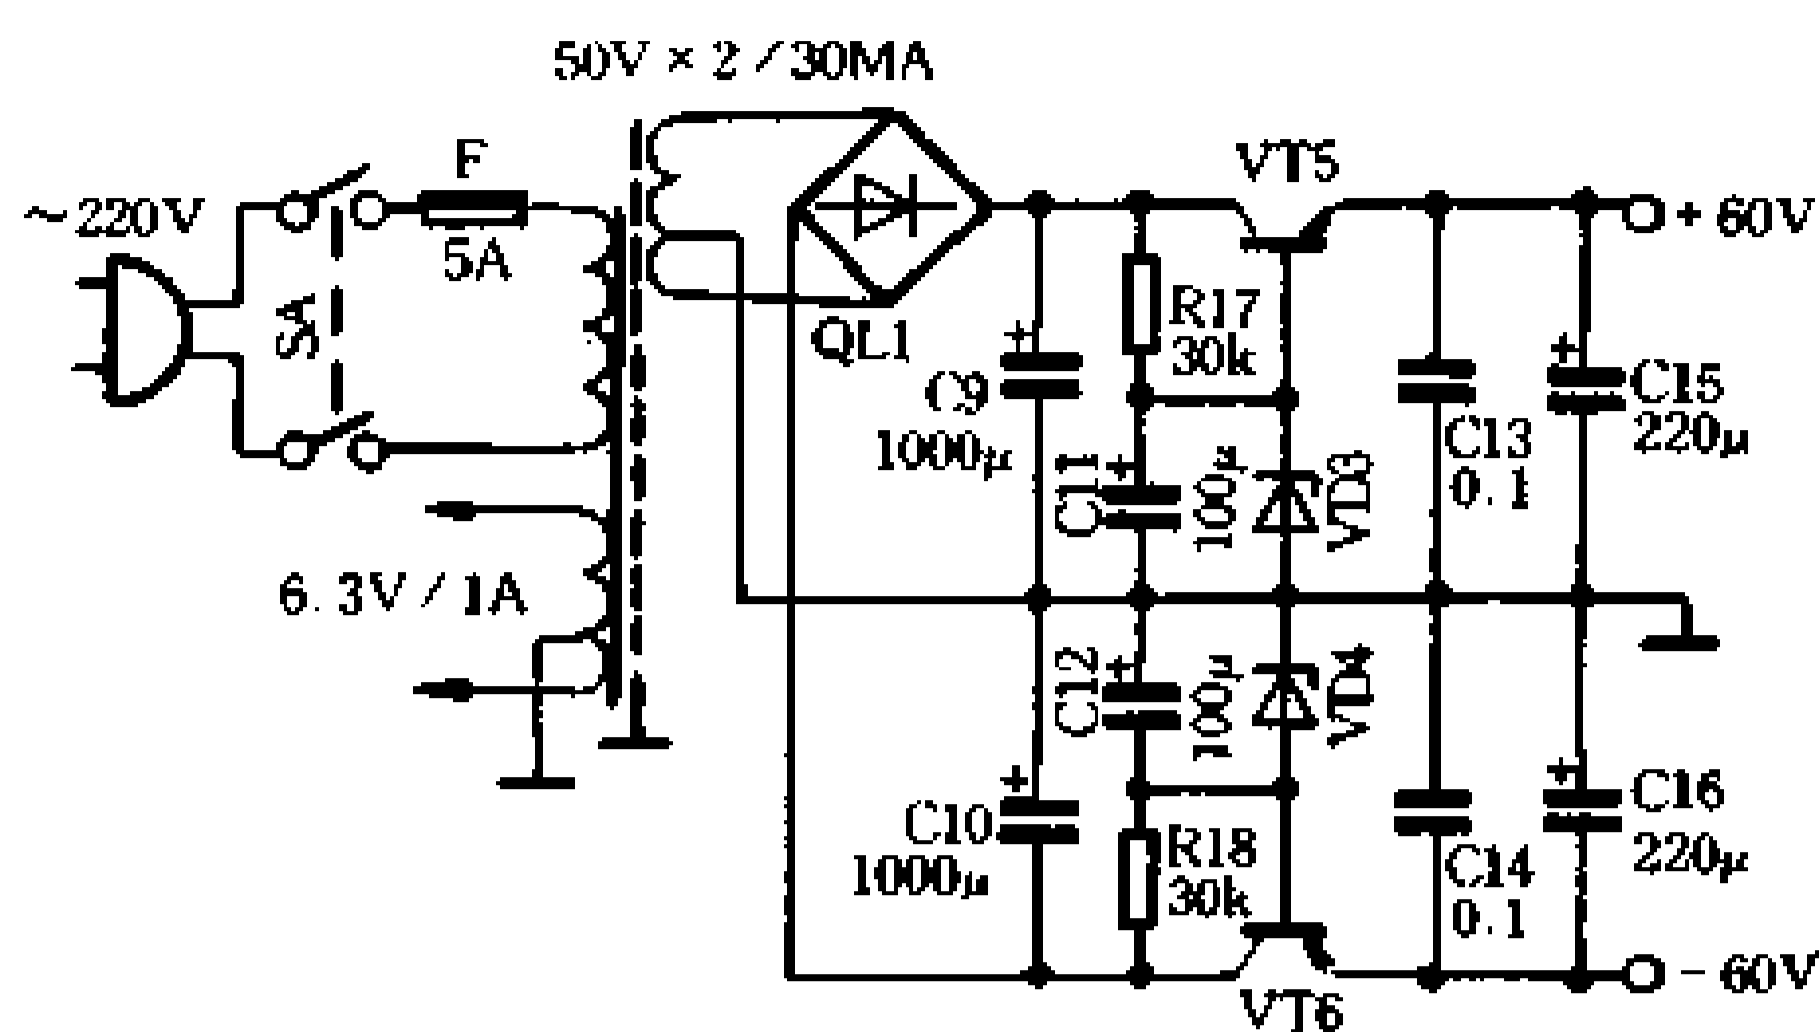 50V × 2 / 30MA
F
VT5
~220V
+ 60V
5A
SA
R17
30k
QL1
C9
1000μ
C11
100μ
VD3
C13
0.1
C15
220μ
6.3V / 1A
C12
100μ
VD4
C10
1000μ
R18
30k
C14
0.1
C16
220μ
- 60V
VT6